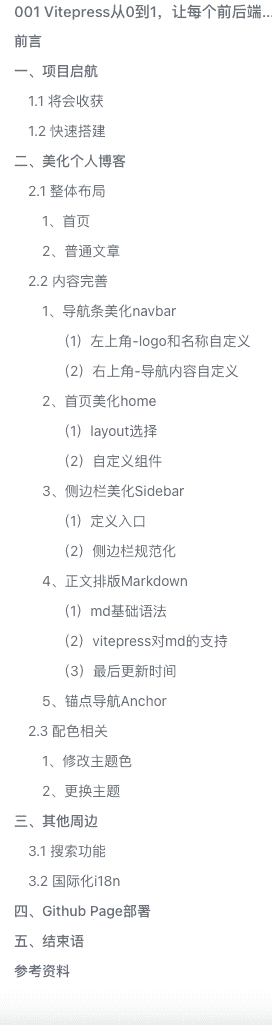 001 Vitepress从0到1，让每个前后端...
前言
一、项目启航
1.1 将会收获
1.2 快速搭建
二、美化个人博客
2.1 整体布局
1、首页
2、普通文章
2.2 内容完善
1、导航条美化navbar
（1）左上角-logo和名称自定义
（2）右上角-导航内容自定义
2、首页美化home
（1）layout选择
（2）自定义组件
3、侧边栏美化Sidebar
（1）定义入口
（2）侧边栏规范化
4、正文排版Markdown
（1）md基础语法
（2）vitepress对md的支持
（3）最后更新时间
5、锚点导航Anchor
2.3 配色相关
1、修改主题色
2、更换主题
三、其他周边
3.1 搜索功能
3.2 国际化i18n
四、Github Page部署
五、结束语
参考资料